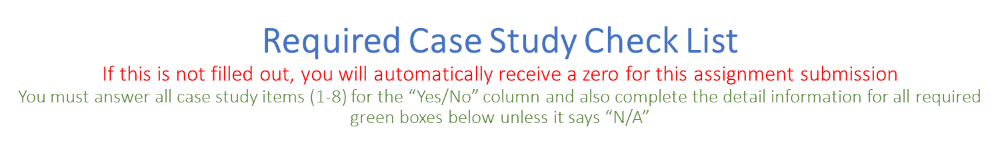 Required Case Study Check List
If this is not filled out, you will automatically receive a zero for this assignment submission
You must answer all case study items (1-8) for the “Yes/No” column and also complete the detail information for all required
green boxes below unless it says “N/A”